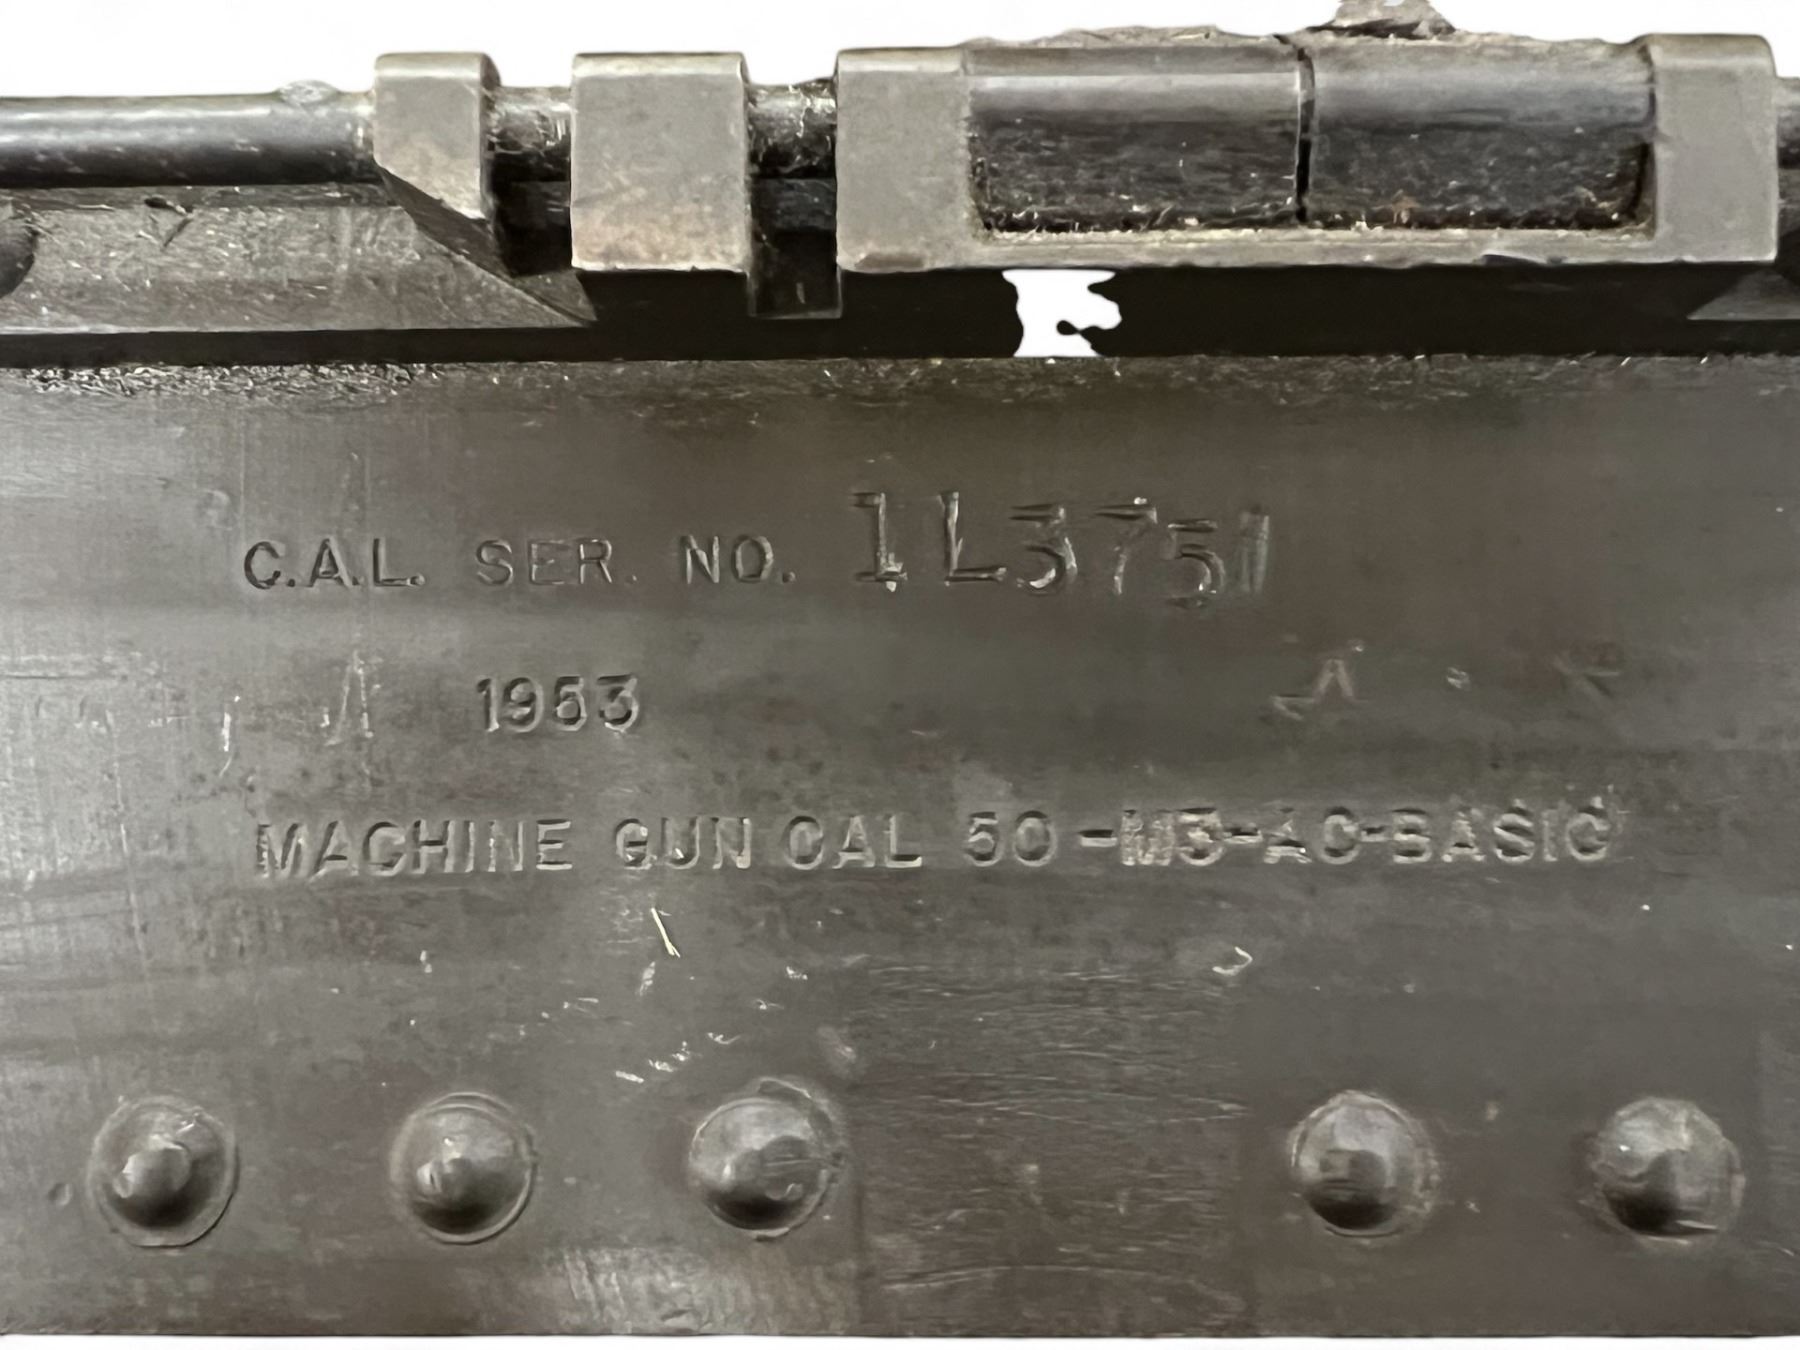 C.A.L. SER. NO. 1L3751
1953
MACHINE GUN CAL 50-M3-AC-BASIC